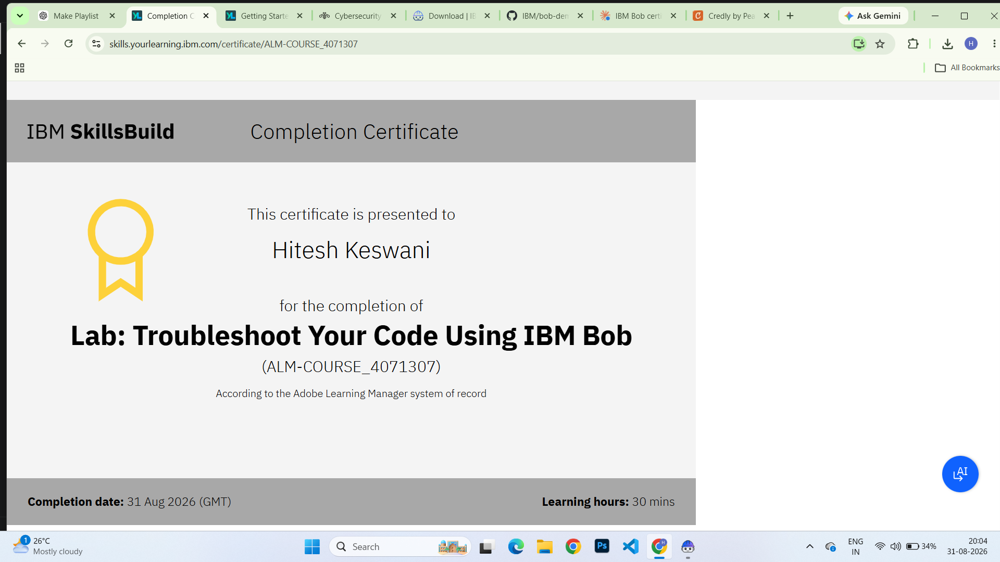 Make Playlist
Completion C
Getting Starte
Cybersecurity
Download | IB
IBM/bob-den
IBM Bob certi
Credly by Pea
Ask Gemini
skills.yourlearning.ibm.com/certificate/ALM-COURSE_4071307
H
All Bookmarks
IBM SkillsBuild
Completion Certificate
This certificate is presented to
Hitesh Keswani
for the completion of
Lab: Troubleshoot Your Code Using IBM Bob
(ALM-COURSE_4071307)
According to the Adobe Learning Manager system of record
AI
Completion date: 31 Aug 2026 (GMT)
Learning hours: 30 mins
1
26°C
Mostly cloudy
Search
Ps
H
ENG
IN
34%
20:04
31-08-2026